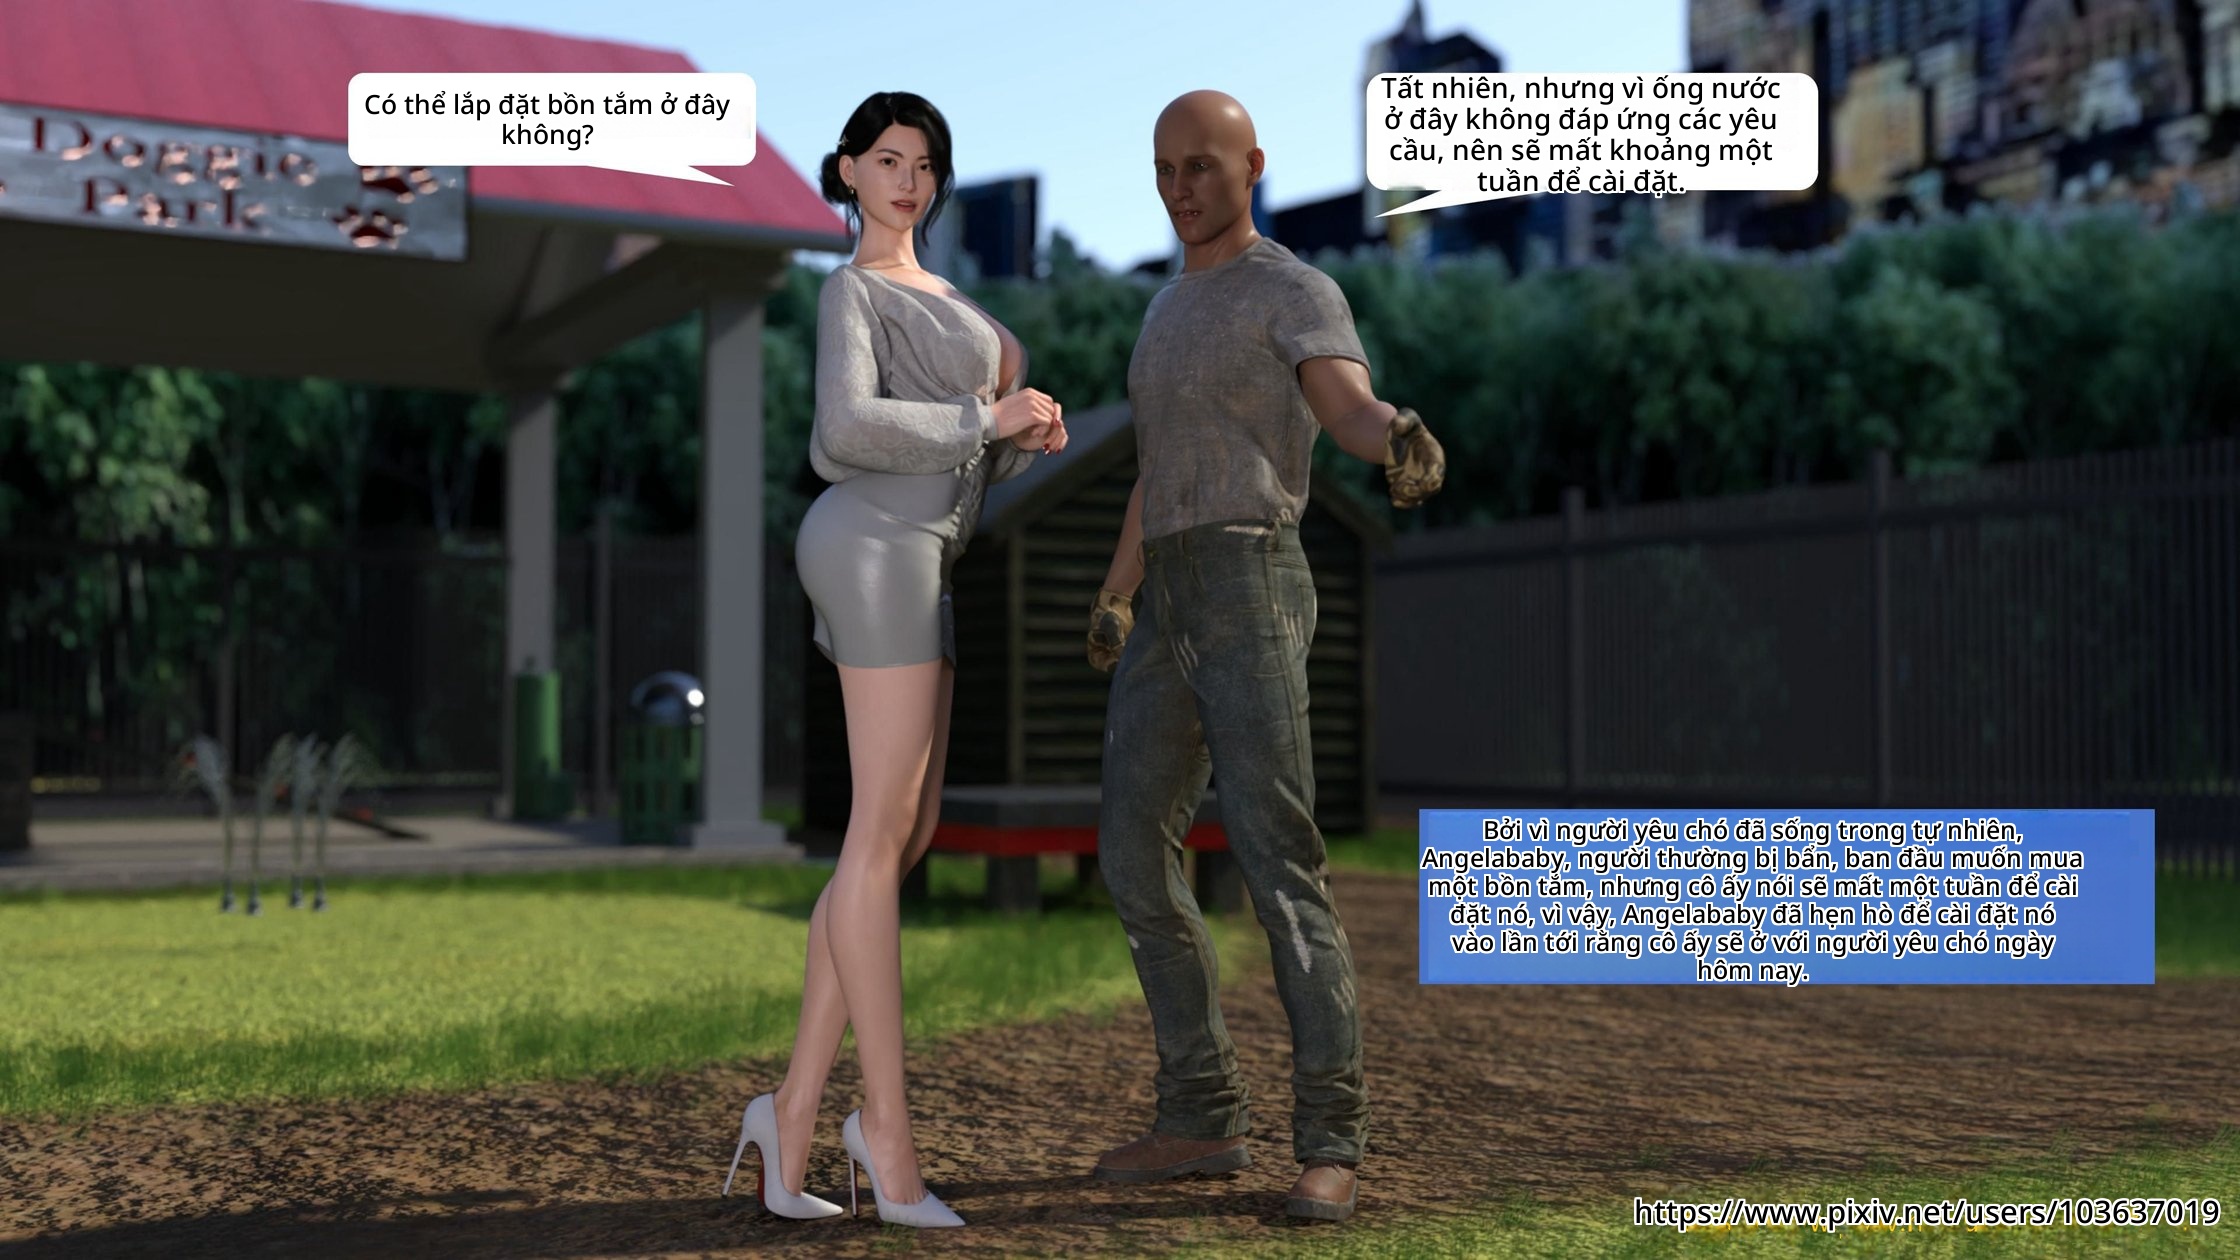 Có thể lắp đặt bồn tắm ở đây
không?
Tất nhiên, nhưng vì ống nước
ở đây không đáp ứng các yêu
cầu, nên sẽ mất khoảng một
tuần để cài đặt.
Doggie
Park
Bởi vì người yêu chó đã sống trong tự nhiên,
Angelababy, người thường bị bẩn, ban đầu muốn mua
một bồn tắm, nhưng cô ấy nói sẽ mất một tuần để cài
đặt nó, vì vậy, Angelababy đã hẹn hò để cài đặt nó
vào lần tới rằng cô ấy sẽ ở với người yêu chó ngày
hôm nay.
https://www.pixiv.net/users/103637019